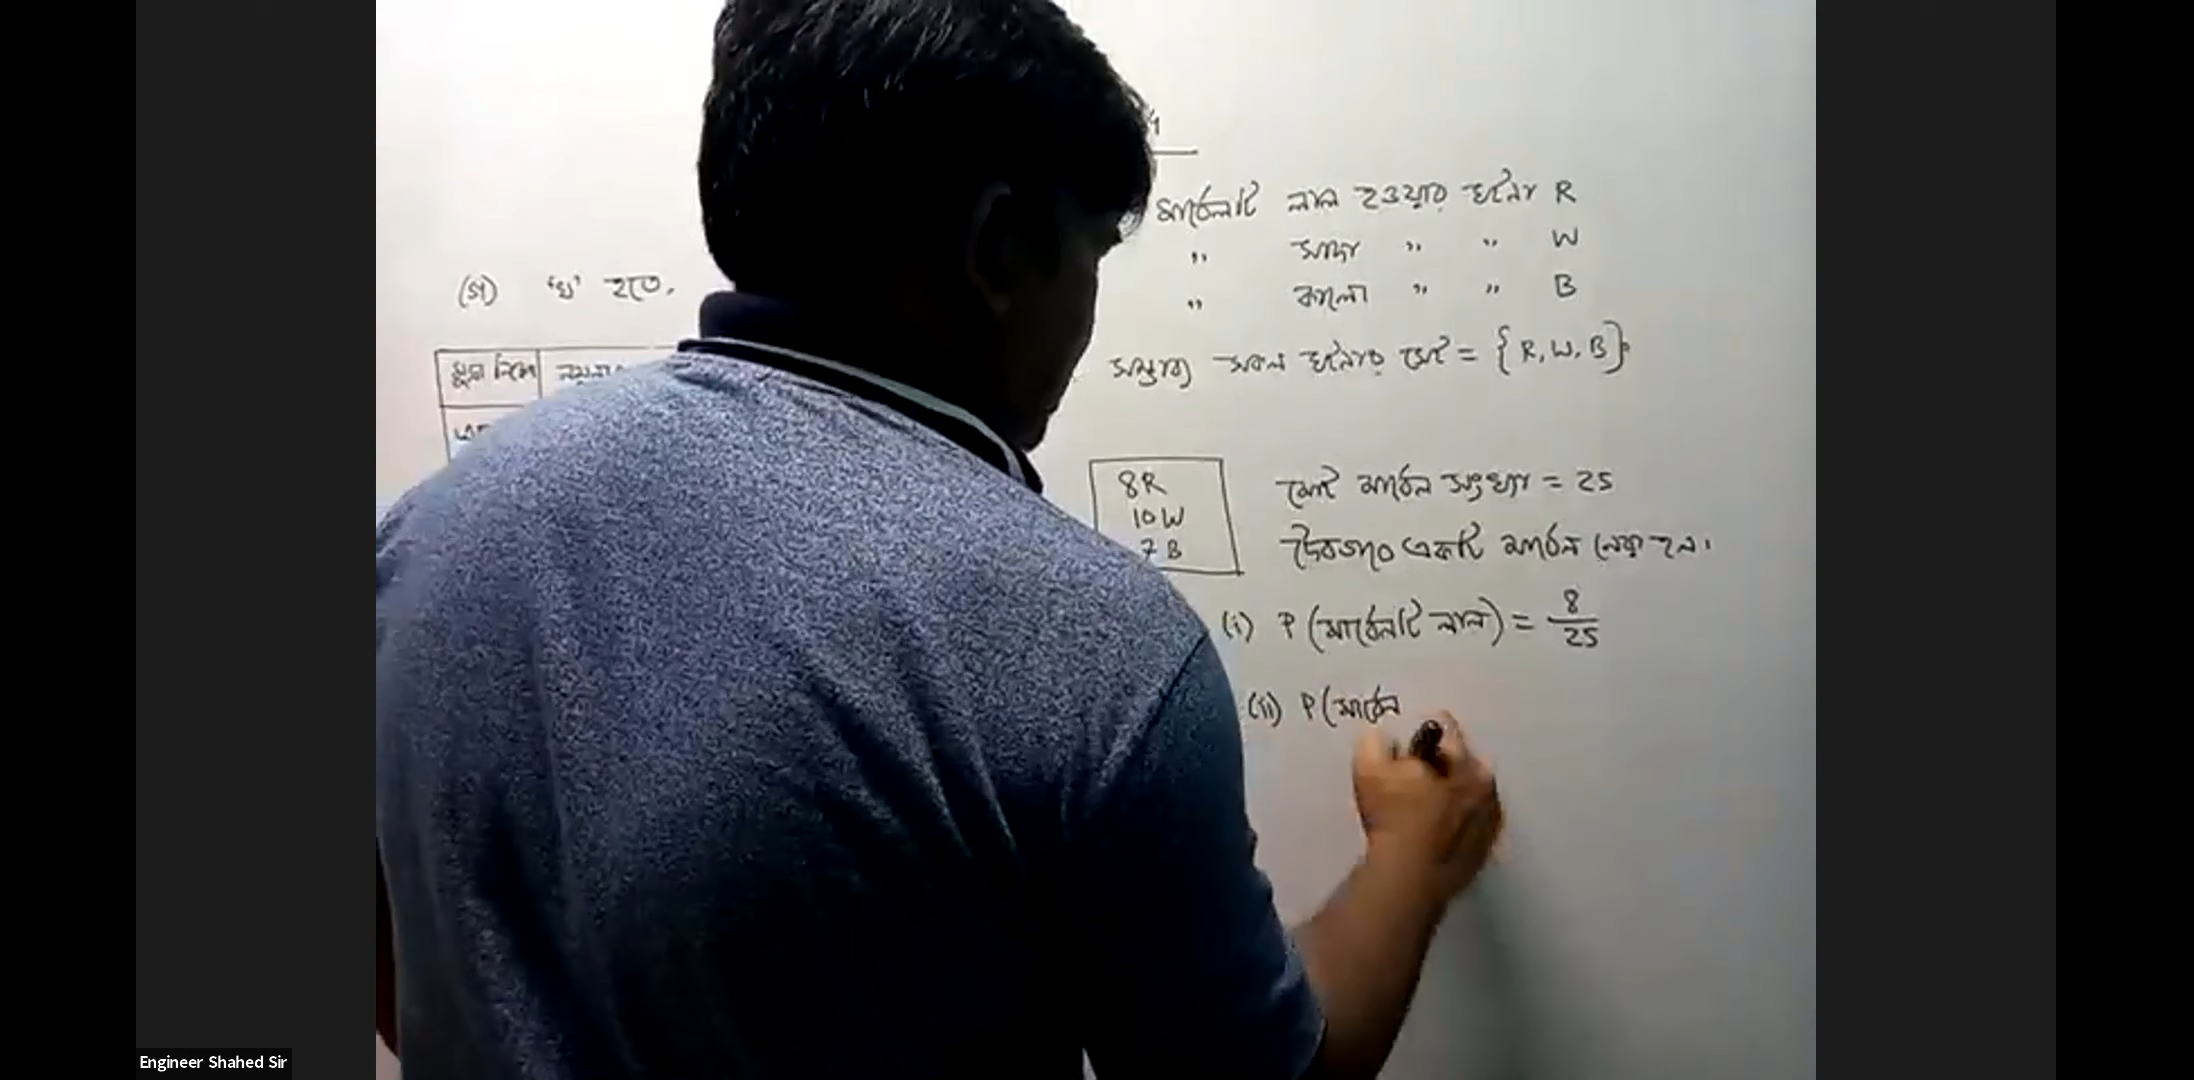 (গ) 'খ' হতে,
মার্বেলটি লাল হওয়ার ঘটনা R
" সাদা " " W
" কালো " " B
সম্ভাব্য সকল ঘটনার সেট = {R, W, B}
8R
10W
7B
মোট মার্বেল সংখ্যা = 25
দৈবভাবে একটি মার্বেল নেয়া হল।
(i) P(মার্বেলটি লাল) = 8/25
(ii) P(মার্বেল
Engineer Shahed Sir